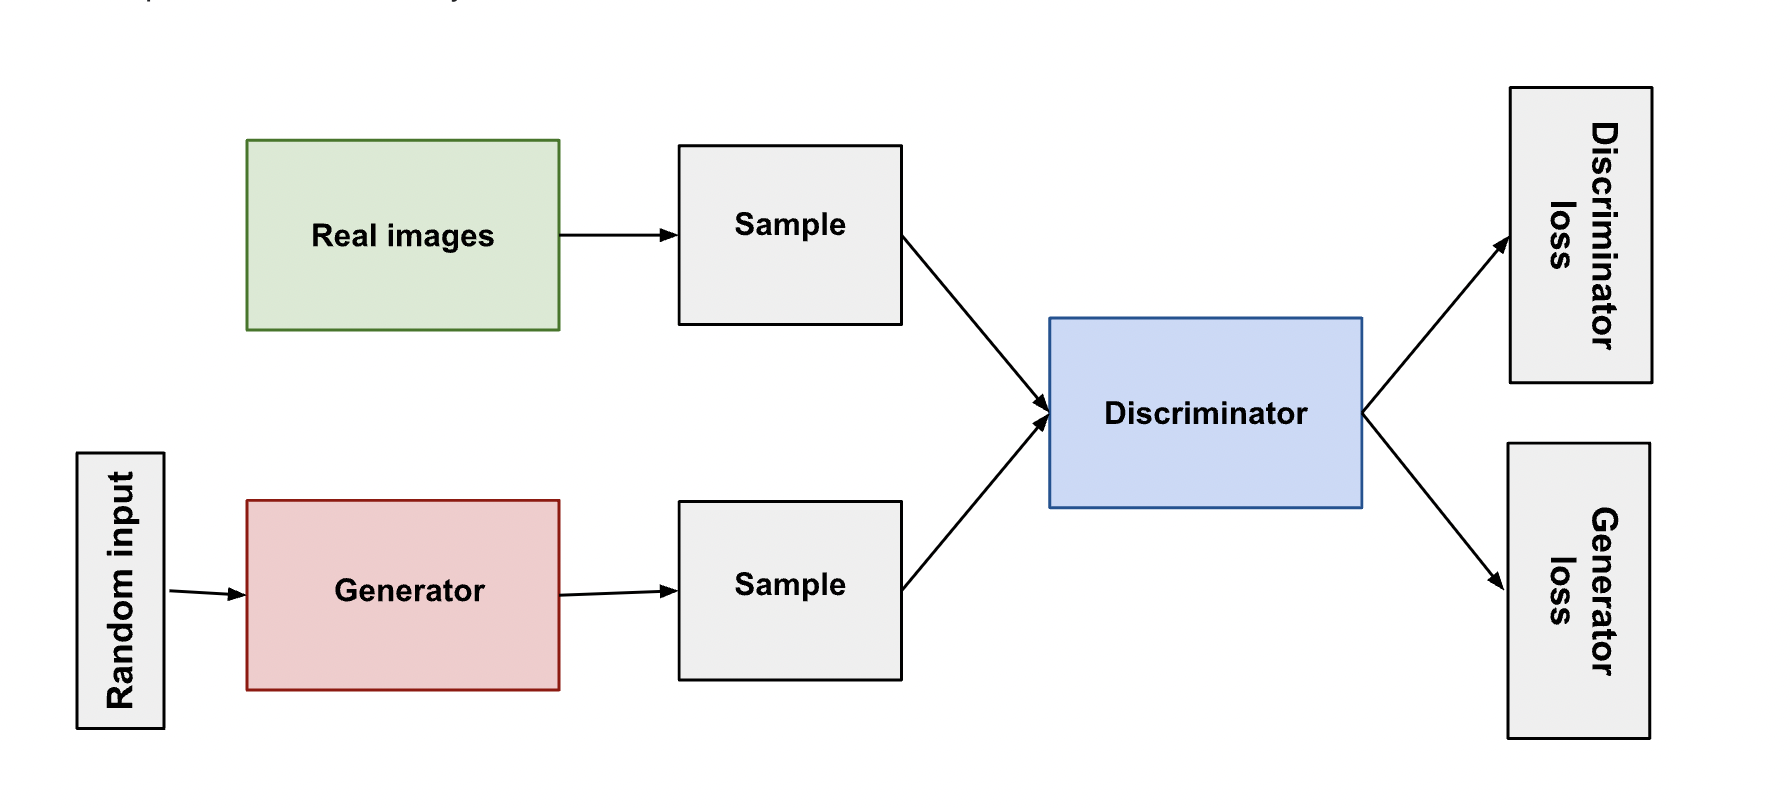 Real images
Sample
Discriminator
loss
Discriminator
Random input
Generator
Sample
Generator
loss